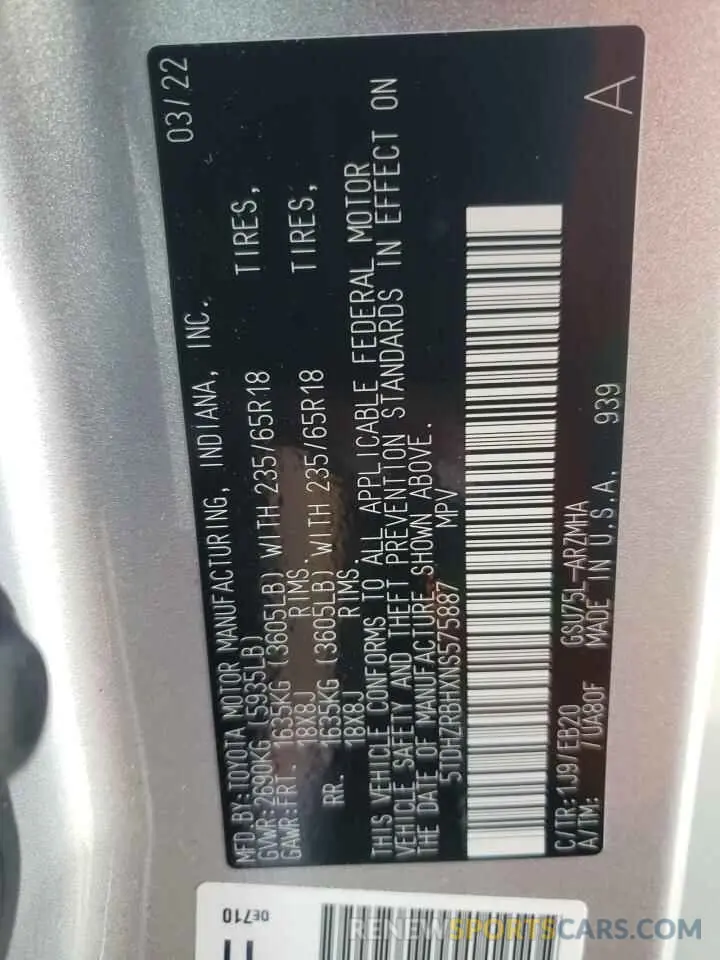 MFD.BY:TOYOTA MOTOR MANUFACTURING, INDIANA, INC. 03/22
GVWR:2690KG (5935LB)
GAWR:FRT. 1635KG (3605LB) WITH 235/65R18 TIRES,
18X8J RIMS.
RR. 1635KG (3605LB) WITH 235/65R18 TIRES,
18X8J RIMS.
THIS VEHICLE CONFORMS TO ALL APPLICABLE FEDERAL MOTOR
VEHICLE SAFETY AND THEFT PREVENTION STANDARDS IN EFFECT ON
THE DATE OF MANUFACTURE SHOWN ABOVE.
5TDHZRBHXNS575887 MPV
C/TR:1J9/EB20 GSU75L-ARZMHA
A/TM: /UA80F MADE IN U.S.A. 939 A
DE710
RENEWSPORTSCARS.COM